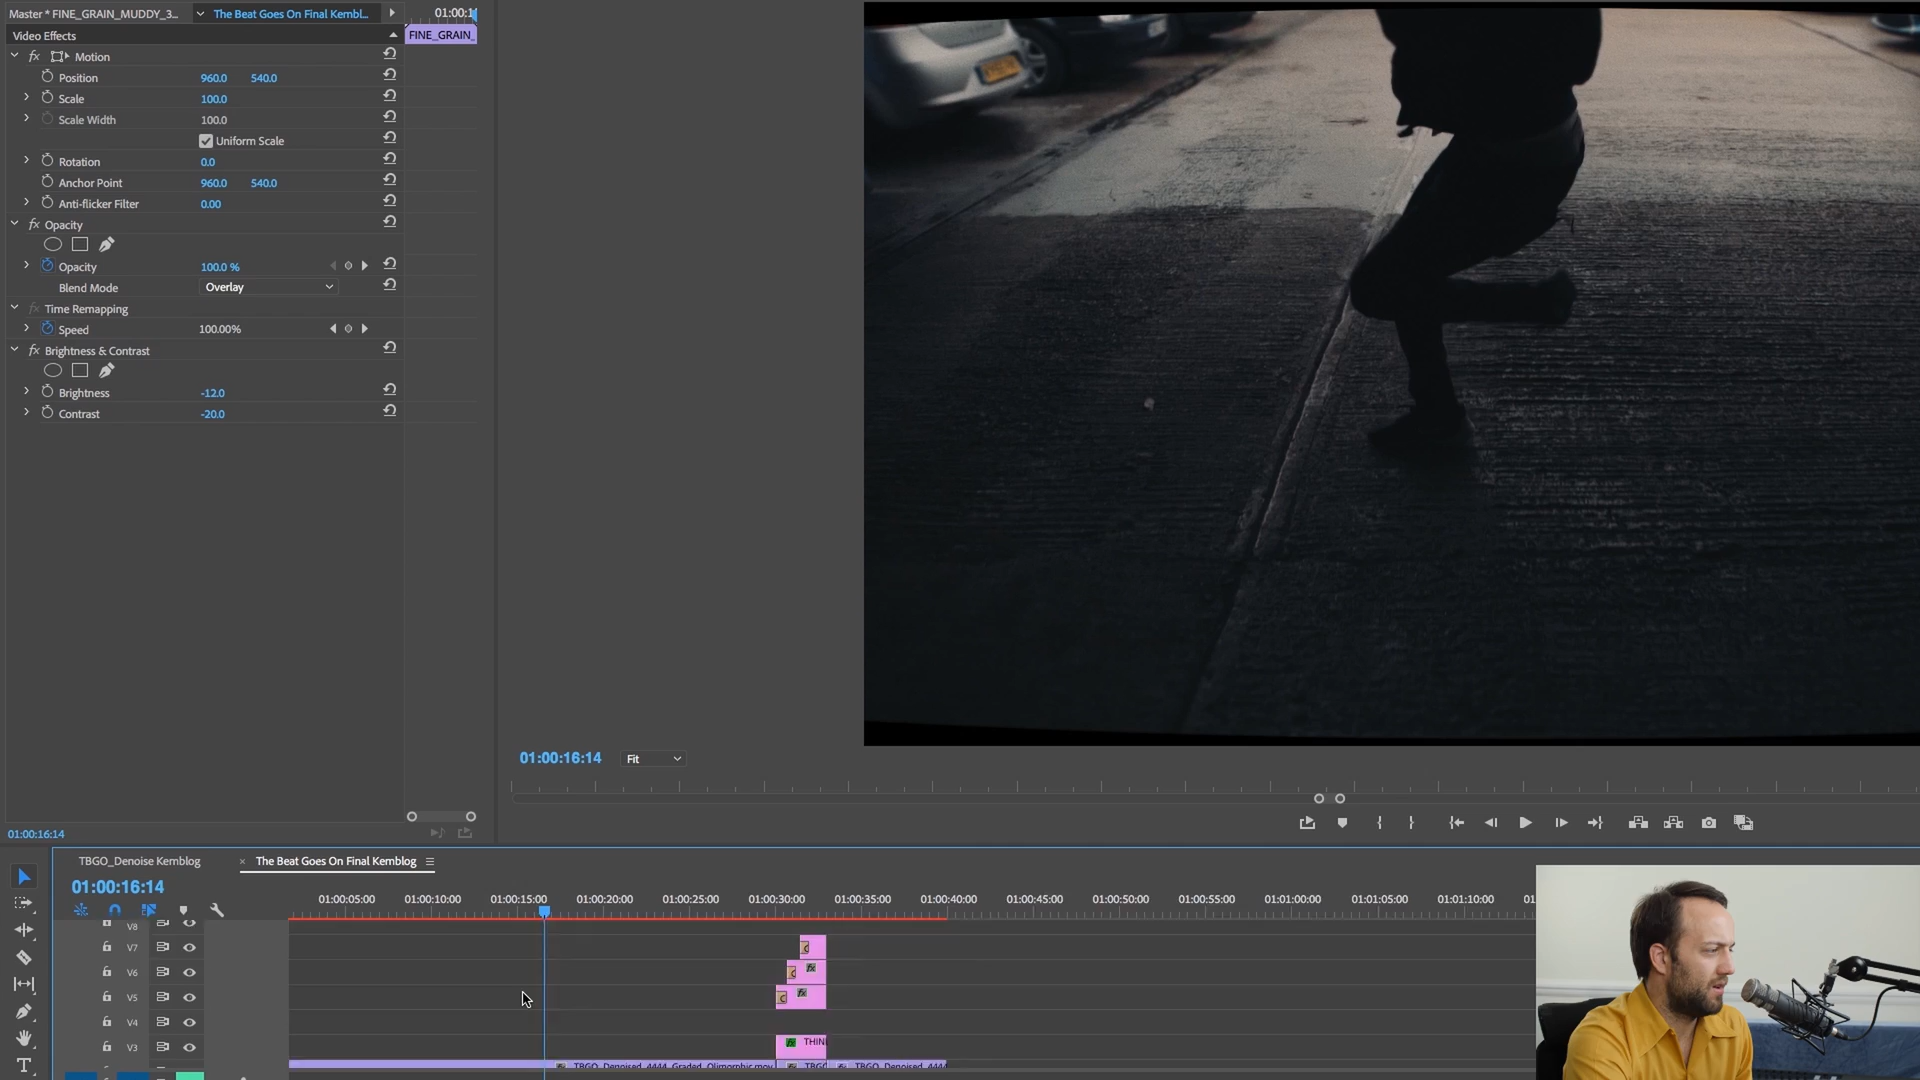 Master * FINE_GRAIN_MUDDY_3...
The Beat Goes On Final Kembl...
01:00:1
Video Effects
FINE_GRAIN_
fx Motion
Position 960.0 540.0
Scale 100.0
Scale Width 100.0
Uniform Scale
Rotation 0.0
Anchor Point 960.0 540.0
Anti-flicker Filter 0.00
fx Opacity
Opacity 100.0 %
Blend Mode Overlay
fx Time Remapping
Speed 100.00%
fx Brightness & Contrast
Brightness -12.0
Contrast -20.0
01:00:16:14 Fit
01:00:16:14
TBGO_Denoise Kemblog × The Beat Goes On Final Kemblog
01:00:16:14
01:00:05:00 01:00:10:00 01:00:15:00 01:00:20:00 01:00:25:00 01:00:30:00 01:00:35:00 01:00:40:00 01:00:45:00 01:00:50:00 01:00:55:00 01:01:00:00 01:01:05:00 01:01:10:00 01
V8
V7
V6 fx
V5 fx
V4
V3 fx THIN
TBGO_Denoised_4444_Graded_Olimorphic.mov TBGO TBGO_Denoised_4444